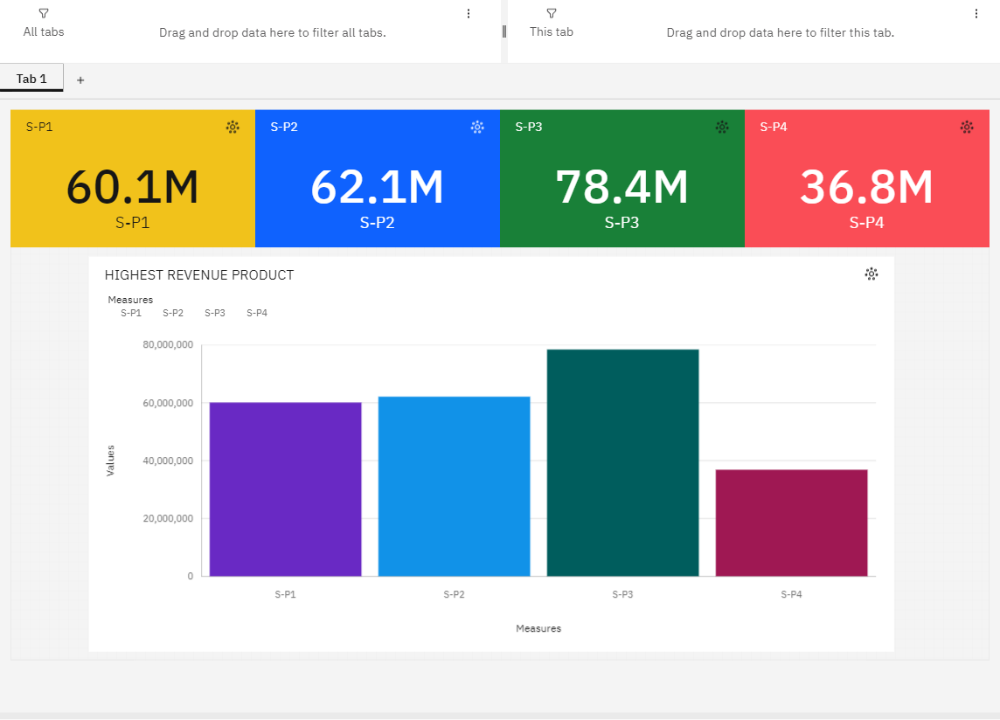 All tabs
Drag and drop data here to filter all tabs.
This tab
Drag and drop data here to filter this tab.
Tab 1
+
S-P1
60.1M
S-P1
S-P2
62.1M
S-P2
S-P3
78.4M
S-P3
S-P4
36.8M
S-P4
HIGHEST REVENUE PRODUCT
Measures
S-P1 S-P2 S-P3 S-P4
80,000,000
60,000,000
40,000,000
20,000,000
0
Values
S-P1 S-P2 S-P3 S-P4
Measures